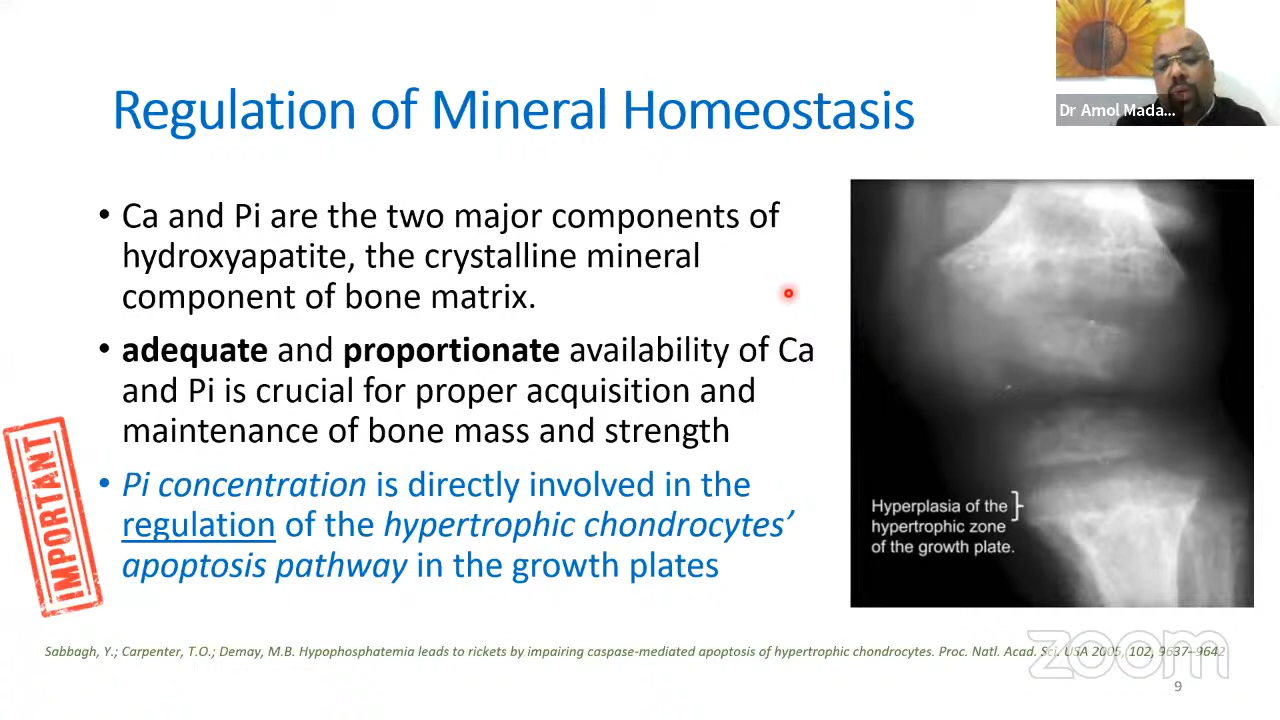 Dr Amol Mada...
Regulation of Mineral Homeostasis
• Ca and Pi are the two major components of
hydroxyapatite, the crystalline mineral
component of bone matrix.
• adequate and proportionate availability of Ca
and Pi is crucial for proper acquisition and
maintenance of bone mass and strength
IMPORTANT
• Pi concentration is directly involved in the
regulation of the hypertrophic chondrocytes’
apoptosis pathway in the growth plates
Hyperplasia of the
hypertrophic zone
of the growth plate.
Sabbagh, Y.; Carpenter, T.O.; Demay, M.B. Hypophosphatemia leads to rickets by impairing caspase-mediated apoptosis of hypertrophic chondrocytes. Proc. Natl. Acad. Sci. USA 2005, 102, 9637–9642
zoom
9